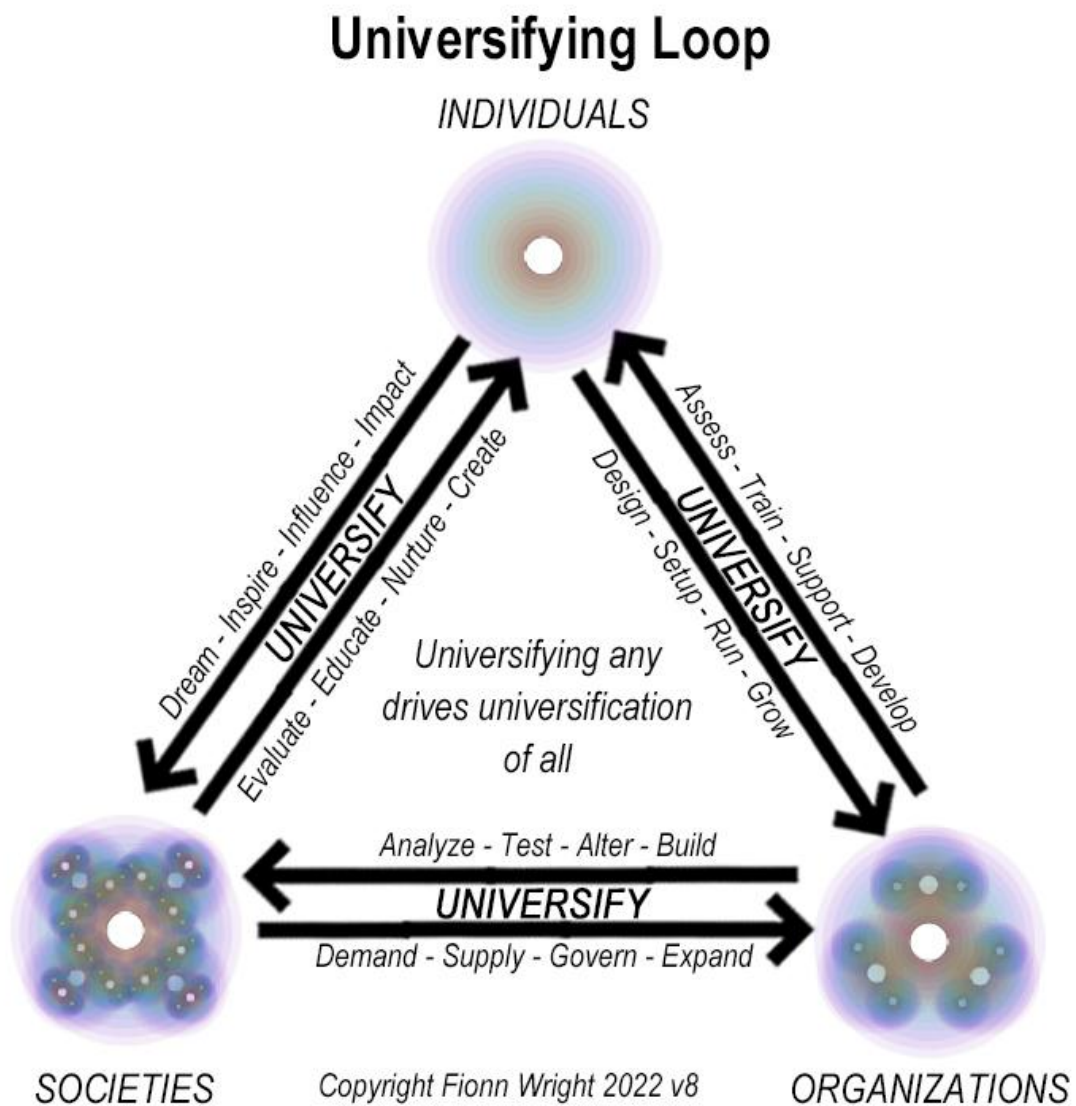 Universifying Loop
INDIVIDUALS
Dream - Inspire - Influence - Impact
UNIVERSIFY
Evaluate - Educate - Nurture - Create
Assess - Train - Support - Develop
UNIVERSIFY
Design - Setup - Run - Grow
Universifying any
drives universification
of all
Analyze - Test - Alter - Build
UNIVERSIFY
Demand - Supply - Govern - Expand
SOCIETIES
Copyright Fionn Wright 2022 v8
ORGANIZATIONS